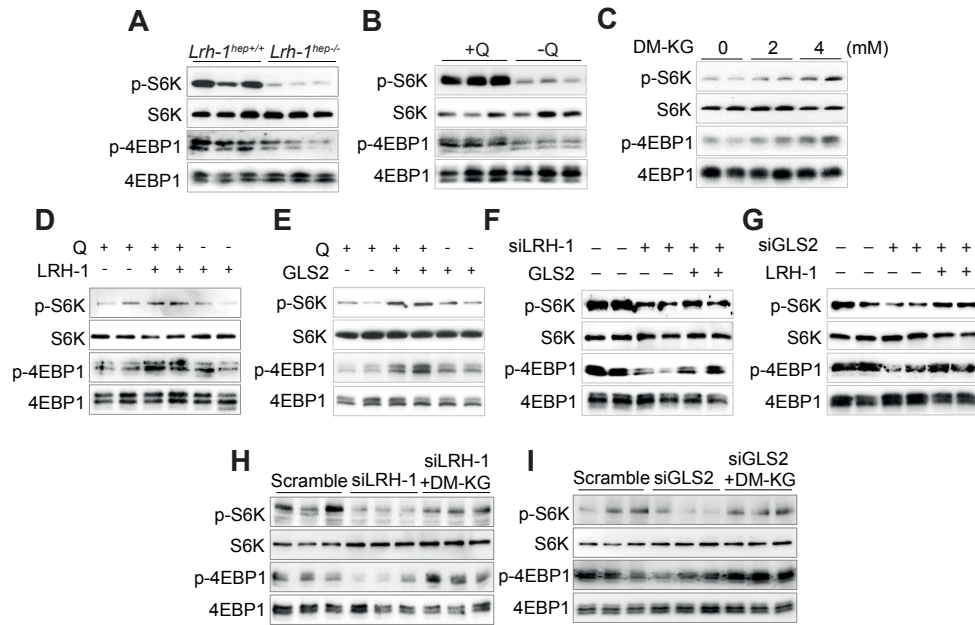 A
Lrh-1hep+/+ Lrh-1hep-/-
p-S6K
S6K
p-4EBP1
4EBP1
B
+Q -Q
p-S6K
S6K
p-4EBP1
4EBP1
C
DM-KG 0 2 4 (mM)
p-S6K
S6K
p-4EBP1
4EBP1
D
Q + + + + - -
LRH-1 - - + + + +
p-S6K
S6K
p-4EBP1
4EBP1
E
Q + + + + - -
GLS2 - - + + + +
p-S6K
S6K
p-4EBP1
4EBP1
F
siLRH-1 – – + + + +
GLS2 – – – – + +
p-S6K
S6K
p-4EBP1
4EBP1
G
siGLS2 – – + + + +
LRH-1 – – – – + +
p-S6K
S6K
p-4EBP1
4EBP1
H
Scramble siLRH-1 siLRH-1
+DM-KG
p-S6K
S6K
p-4EBP1
4EBP1
I
Scramble siGLS2 siGLS2
+DM-KG
p-S6K
S6K
p-4EBP1
4EBP1